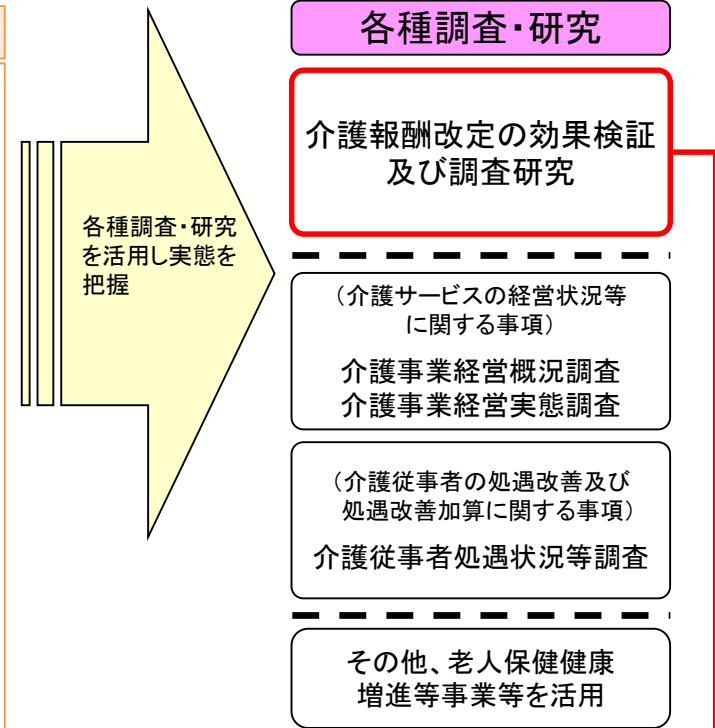 各種調査・研究
を活用し実態を
把握
各種調査・研究
介護報酬改定の効果検証
及び調査研究
（介護サービスの経営状況等
に関する事項）
介護事業経営概況調査
介護事業経営実態調査
（介護従事者の処遇改善及び
処遇改善加算に関する事項）
介護従事者処遇状況等調査
その他、老人保健健康
増進等事業等を活用